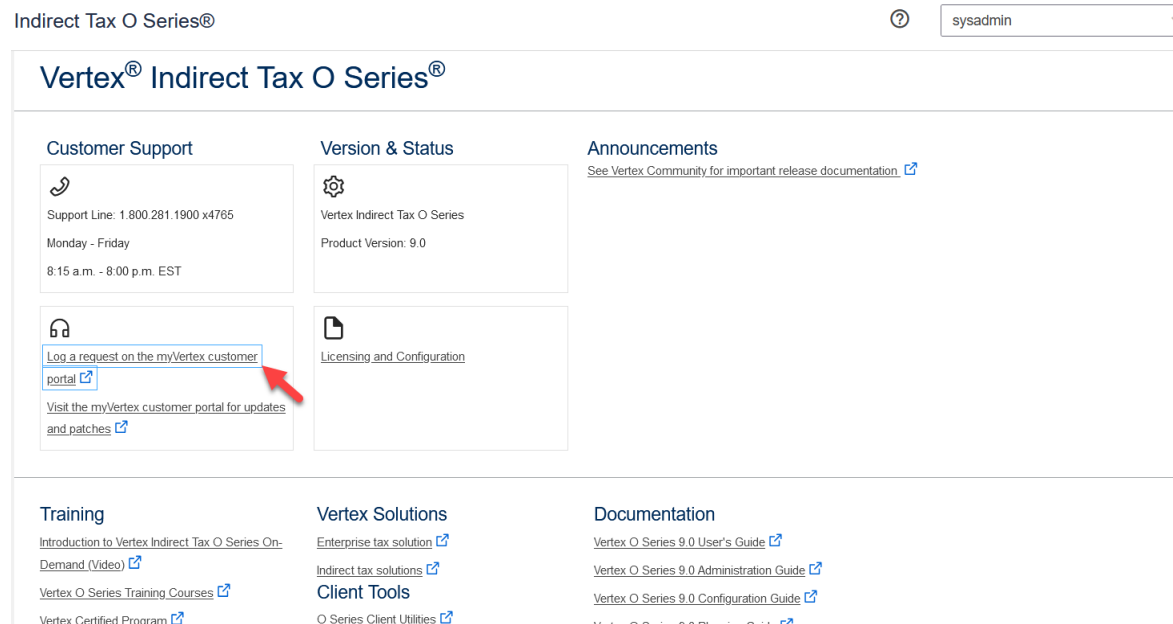 Indirect Tax O Series®
sysadmin
Vertex® Indirect Tax O Series®
Customer Support
Support Line: 1.800.281.1900 x4765
Monday - Friday
8:15 a.m. - 8:00 p.m. EST
Log a request on the myVertex customer
portal
Visit the myVertex customer portal for updates
and patches
Version & Status
Vertex Indirect Tax O Series
Product Version: 9.0
Licensing and Configuration
Announcements
See Vertex Community for important release documentation
Training
Introduction to Vertex Indirect Tax O Series On-
Demand (Video)
Vertex O Series Training Courses
Vertex Certified Program
Vertex Solutions
Enterprise tax solution
Indirect tax solutions
Client Tools
O Series Client Utilities
Documentation
Vertex O Series 9.0 User's Guide
Vertex O Series 9.0 Administration Guide
Vertex O Series 9.0 Configuration Guide